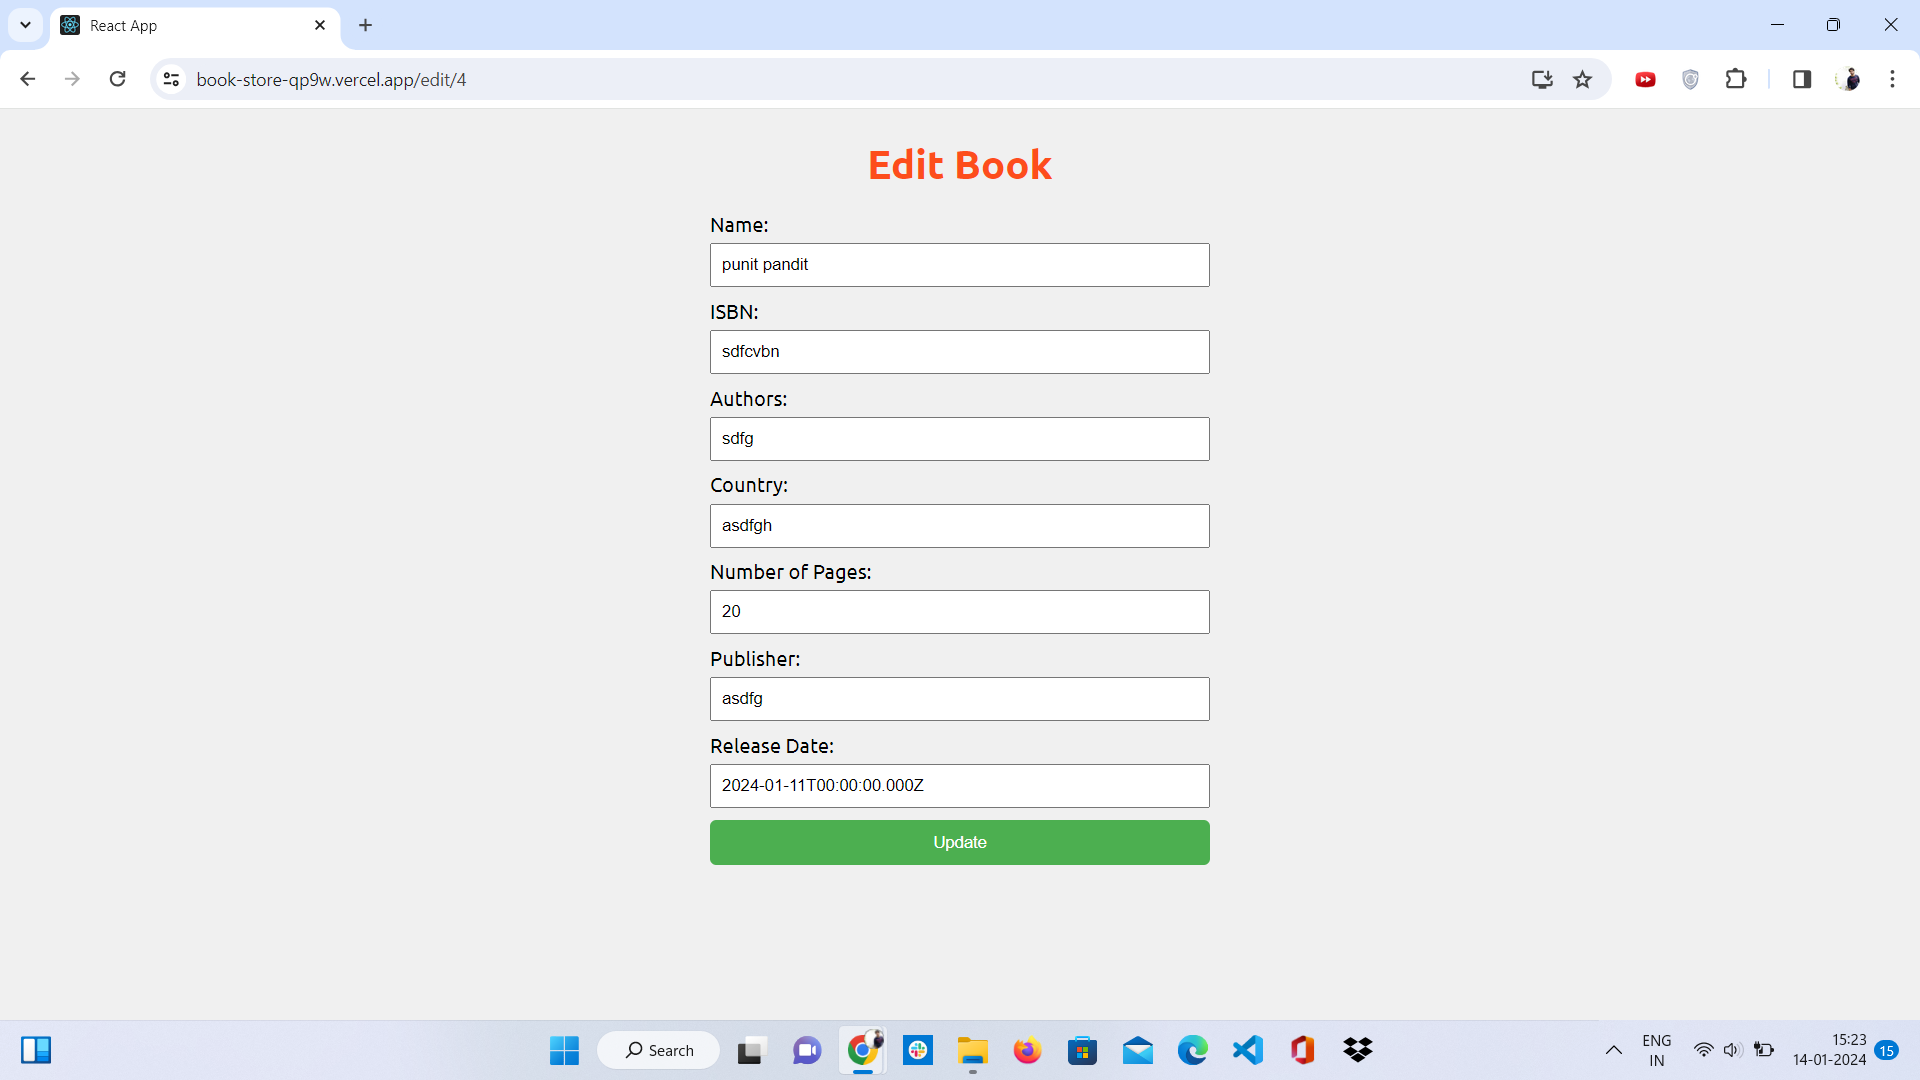 React App
book-store-qp9w.vercel.app/edit/4
Edit Book
Name:
punit pandit
ISBN:
sdfcvbn
Authors:
sdfg
Country:
asdfgh
Number of Pages:
20
Publisher:
asdfg
Release Date:
2024-01-11T00:00:00.000Z
Update
Search
ENG
IN
15:23
14-01-2024
15